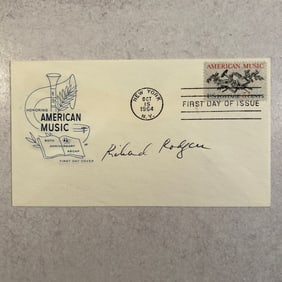 HONORING
AMERICAN
MUSIC
50TH
ANNIVERSARY
ASCAP
FIRST DAY COVER
NEW YORK
OCT
15
1964
N.Y.
AMERICAN MUSIC
FIRST DAY OF ISSUE
Richard Rodgers